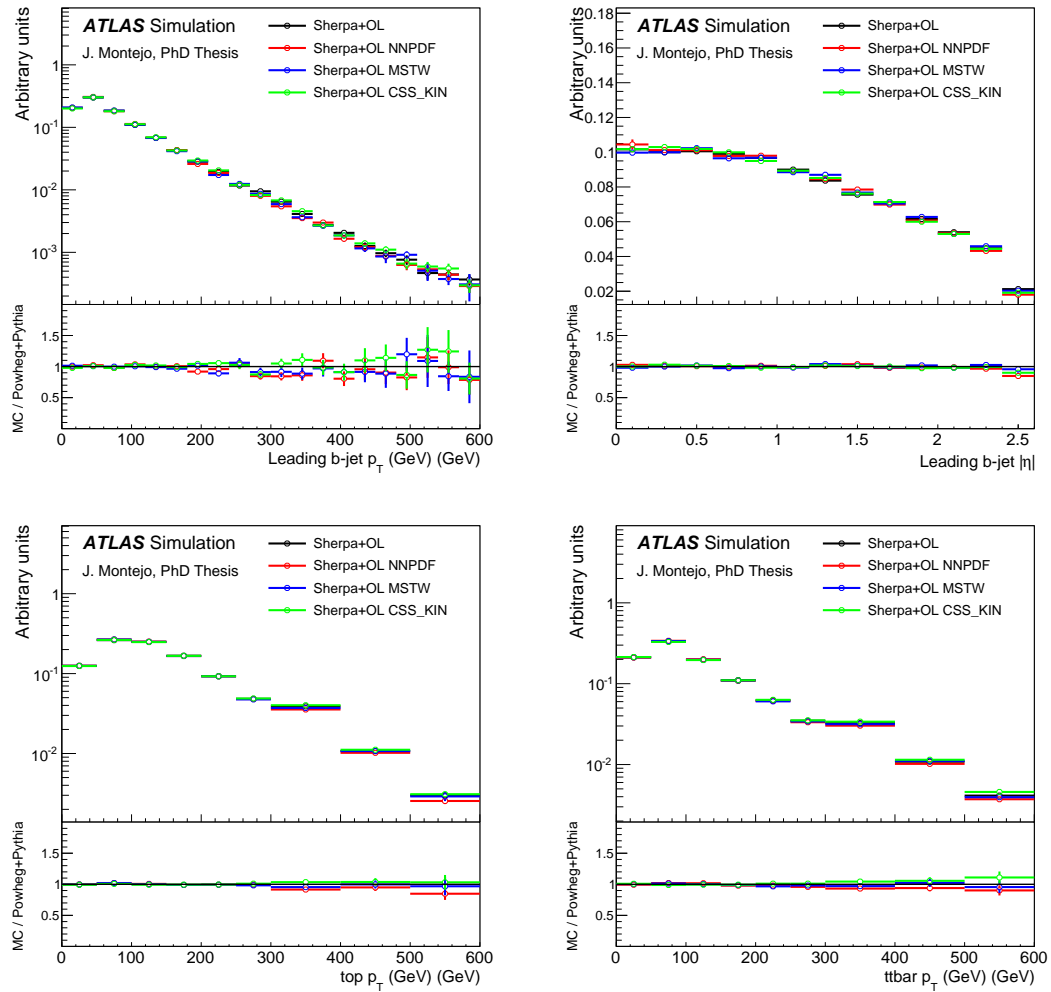 ATLAS Simulation
J. Montejo, PhD Thesis
Sherpa+OL
Sherpa+OL NNPDF
Sherpa+OL MSTW
Sherpa+OL CSS_KIN
Arbitrary units
1
10^-1
10^-2
10^-3
MC / Powheg+Pythia
1.5
1
0.5
0 100 200 300 400 500 600
Leading b-jet p_T (GeV) (GeV)
ATLAS Simulation
J. Montejo, PhD Thesis
Sherpa+OL
Sherpa+OL NNPDF
Sherpa+OL MSTW
Sherpa+OL CSS_KIN
Arbitrary units
0.18
0.16
0.14
0.12
0.1
0.08
0.06
0.04
0.02
MC / Powheg+Pythia
1.5
1
0.5
0 0.5 1 1.5 2 2.5
Leading b-jet |η|
ATLAS Simulation
J. Montejo, PhD Thesis
Sherpa+OL
Sherpa+OL NNPDF
Sherpa+OL MSTW
Sherpa+OL CSS_KIN
Arbitrary units
1
10^-1
10^-2
MC / Powheg+Pythia
1.5
1
0.5
0 100 200 300 400 500 600
top p_T (GeV) (GeV)
ATLAS Simulation
J. Montejo, PhD Thesis
Sherpa+OL
Sherpa+OL NNPDF
Sherpa+OL MSTW
Sherpa+OL CSS_KIN
Arbitrary units
1
10^-1
10^-2
MC / Powheg+Pythia
1.5
1
0.5
0 100 200 300 400 500 600
ttbar p_T (GeV) (GeV)